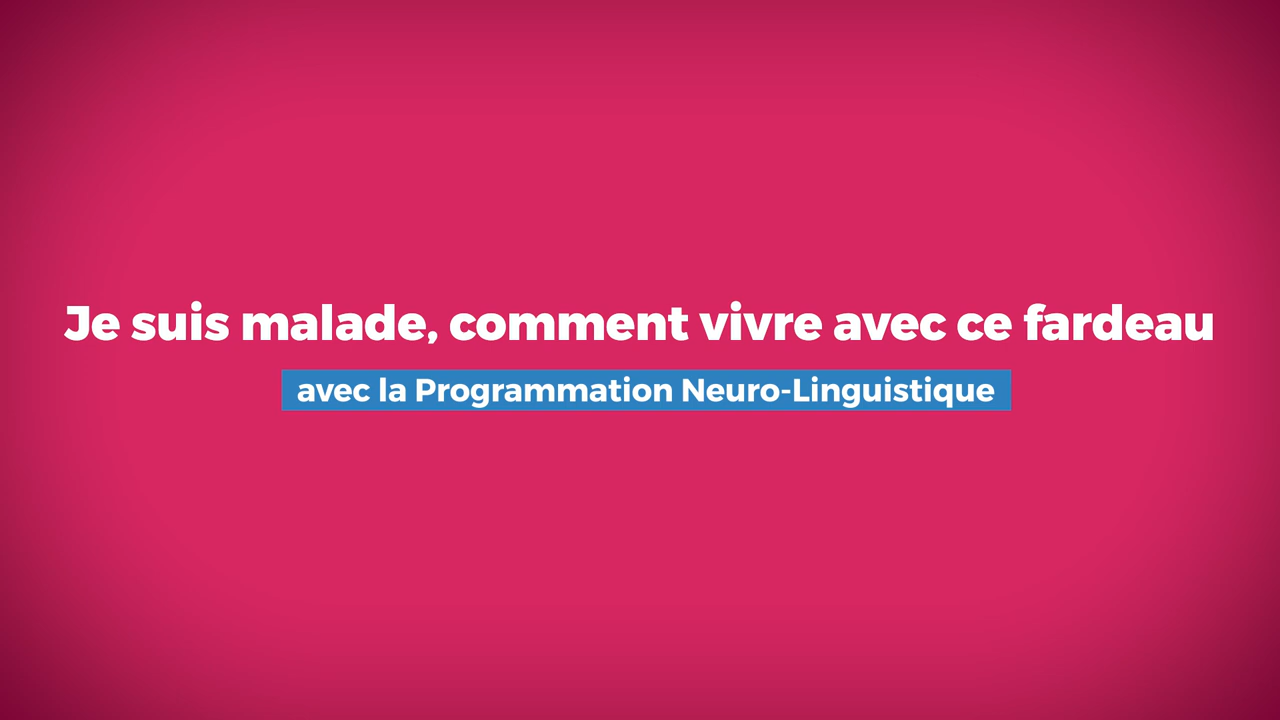 Je suis malade, comment vivre avec ce fardeau
avec la Programmation Neuro-Linguistique